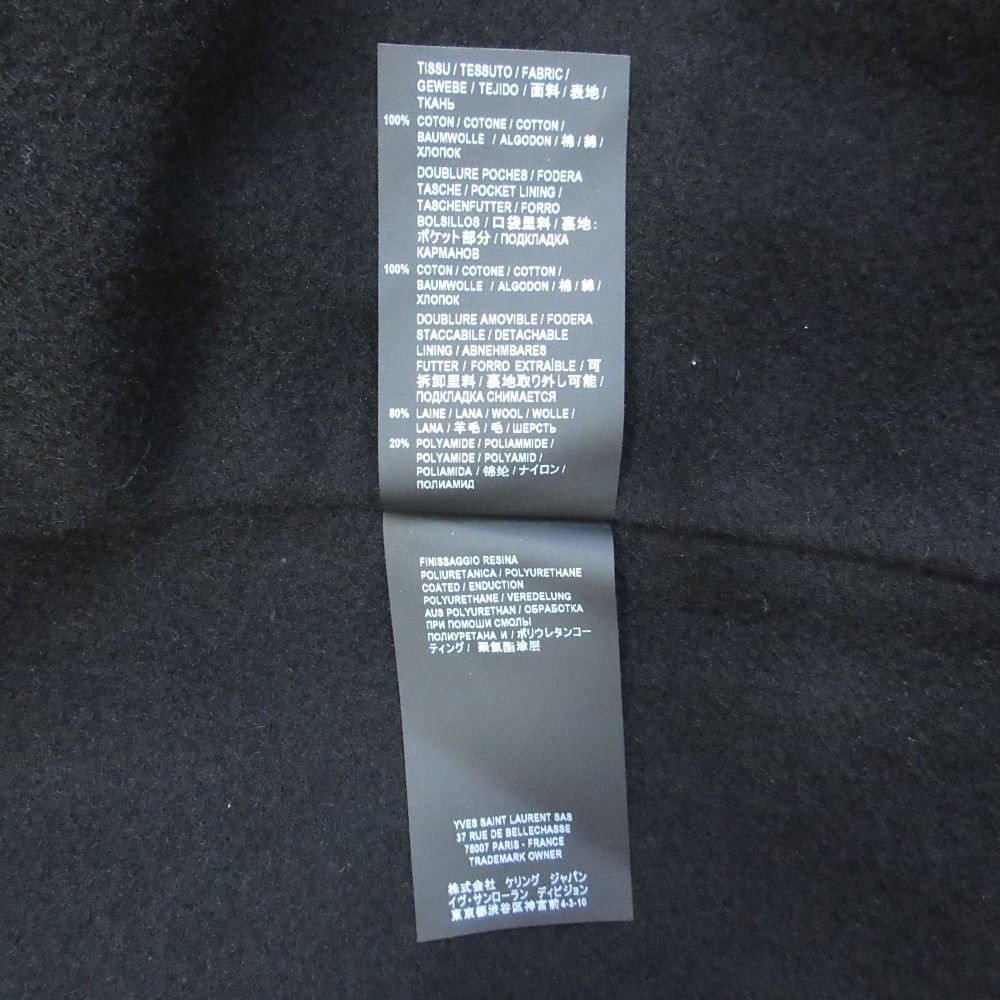 TISSU / TESSUTO / FABRIC /
GEWEBE / TEJIDO / 面料 / 表地 /
ТКАНЬ
100% COTON / COTONE / COTTON /
BAUMWOLLE / ALGODON / 棉 / 綿 /
ХЛОПОК
DOUBLURE POCHES / FODERA
TASCHE / POCKET LINING /
TASCHENFUTTER / FORRO
BOLSILLOS / 口袋里料 / 裏地:
ポケット部分 / ПОДКЛАДКА
КАРМАНОВ
100% COTON / COTONE / COTTON /
BAUMWOLLE / ALGODON / 棉 / 綿 /
ХЛОПОК
DOUBLURE AMOVIBLE / FODERA
STACCABILE / DETACHABLE
LINING / ABNEHMBARES
FUTTER / FORRO EXTRAÍBLE / 可
拆卸里料 / 裏地取り外し可能 /
ПОДКЛАДКА СНИМАЕТСЯ
80% LAINE / LANA / WOOL / WOLLE /
LANA / 羊毛 / 毛 / ШЕРСТЬ
20% POLYAMIDE / POLIAMMIDE /
POLYAMIDE / POLYAMID /
POLIAMIDA / 锦纶 / ナイロン /
ПОЛИАМИД
FINISSAGGIO RESINA
POLIURETANICA / POLYURETHANE
COATED / ENDUCTION
POLYURETHANE / VEREDELUNG
AUS POLYURETHAN / ОБРАБОТКА
ПРИ ПОМОШИ СМОЛЫ
ПОЛИУРЕТАНА И / ポリウレタンコー
ティング / 聚氨酯涂层
YVES SAINT LAURENT SAS
37 RUE DE BELLECHASSE
75007 PARIS - FRANCE
TRADEMARK OWNER
株式会社 ケリング ジャパン
イヴ・サンローラン ディビジョン
東京都渋谷区神宮前4-3-10